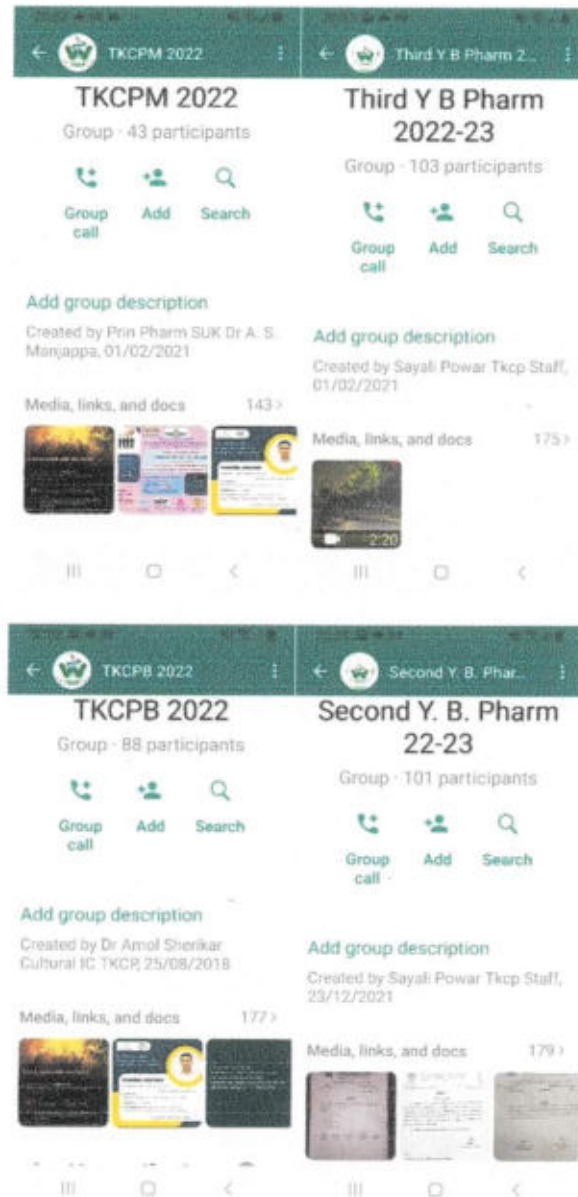 TKCPM 2022
TKCPM 2022
Group · 43 participants
Group call
Add
Search
Add group description
Created by Prin Pharm SUK Dr A. S.
Manjappa, 01/02/2021
Media, links, and docs 143 >
Third Y B Pharm 2...
Third Y B Pharm
2022-23
Group · 103 participants
Group call
Add
Search
Add group description
Created by Sayali Powar Tkcp Staff,
01/02/2021
Media, links, and docs 175 >
2:20
TKCPB 2022
TKCPB 2022
Group · 88 participants
Group call
Add
Search
Add group description
Created by Dr Amol Sherikar
Cultural IC TKCP, 25/08/2018
Media, links, and docs 177 >
Second Y. B. Phar...
Second Y. B. Pharm
22-23
Group · 101 participants
Group call
Add
Search
Add group description
Created by Sayali Powar Tkcp Staff,
23/12/2021
Media, links, and docs 179 >